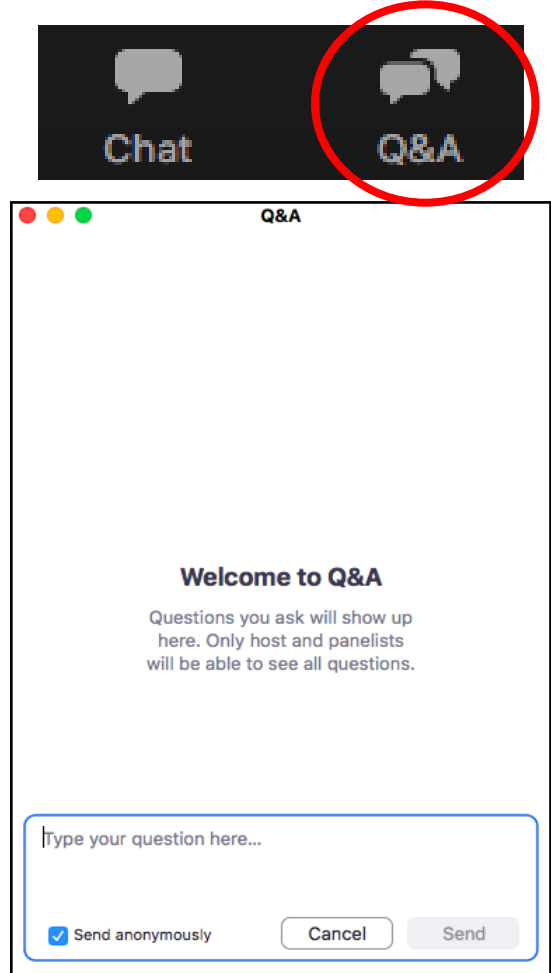 Chat Q&A
Q&A
Welcome to Q&A
Questions you ask will show up
here. Only host and panelists
will be able to see all questions.
Type your question here...
Send anonymously Cancel Send